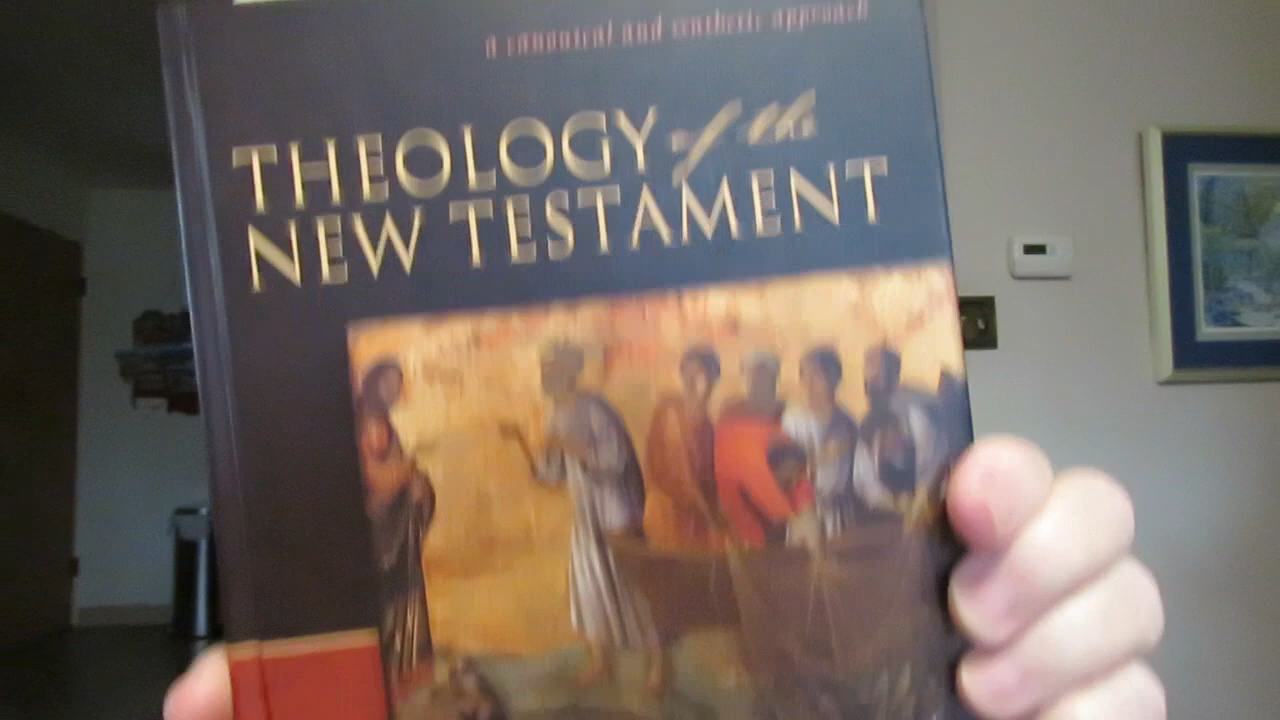 a canonical and synthetic approach
THEOLOGY of the
NEW TESTAMENT